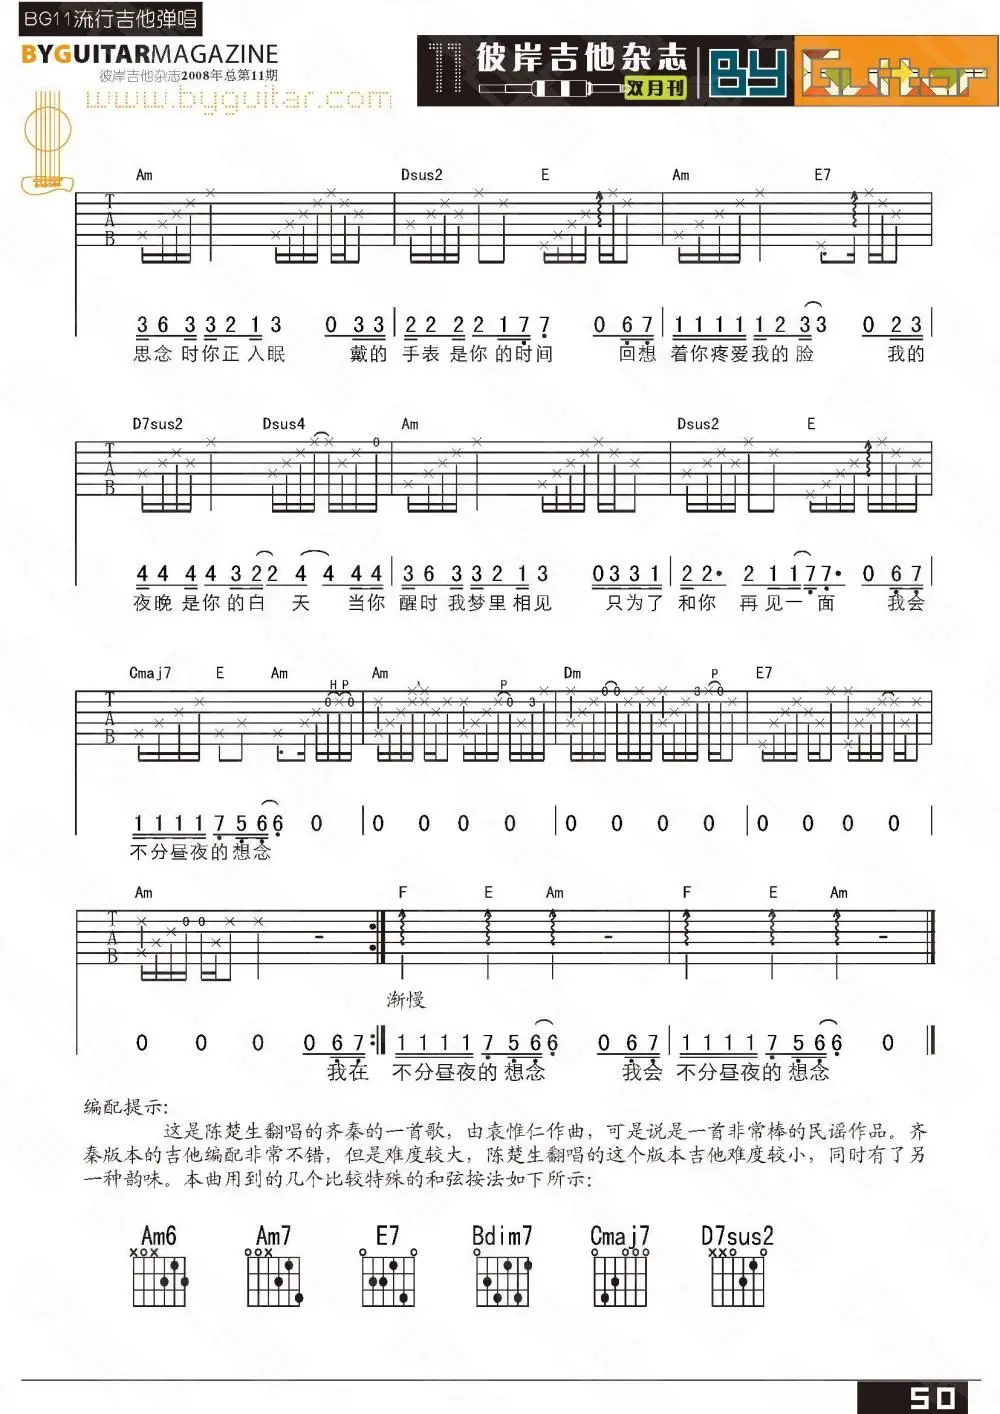 BG11流行吉他弹唱
BYGUITARMAGAZINE
彼岸吉他杂志2008年总第11期
www.byguitar.com
11 彼岸吉他杂志 双月刊 BY Guitar
Am Dsus2 E Am E7
T
A
B
3 6 3 3 2 1 3 0 3 3 2 2 2 2 1 7 7 0 6 7 1 1 1 1 1 2 3 3 0 2 3
思念 时你正入眠 戴的 手表 是你 的时间 回想 着你疼爱我的脸 我的
D7sus2 Dsus4 Am Dsus2 E
T
A
B
0
4 4 4 4 3 2 2 4 4 4 4 3 6 3 3 2 1 3 0 3 3 1 2 2· 2 1 1 7 7· 0 6 7
夜晚 是你 的白 天 当你 醒时 我梦里相见 只为了 和你 再见一面 我会
Cmaj7 E Am Am Dm E7
H P P P
T
A
B
0 0 0 3 0 0 3 0
1 1 1 1 7 5 6 6 0 0 0 0 0 0 0 0 0 0 0 0 0
不分昼夜的想念
Am F E Am F E Am
T
A
B
0 0
渐慢
0 0 0 0 6 7 1 1 1 1 7 5 6 6 0 6 7 1 1 1 1 7 5 6 6 0
我在 不分昼夜的想念 我会 不分昼夜的想念
编配提示:
这是陈楚生翻唱的齐秦的一首歌，由袁惟仁作曲，可是说是一首非常棒的民谣作品。齐
秦版本的吉他编配非常不错，但是难度较大，陈楚生翻唱的这个版本吉他难度较小，同时有了另
一种韵味。本曲用到的几个比较特殊的和弦按法如下所示：
Am6 Am7 E7 Bdim7 Cmaj7 D7sus2
50